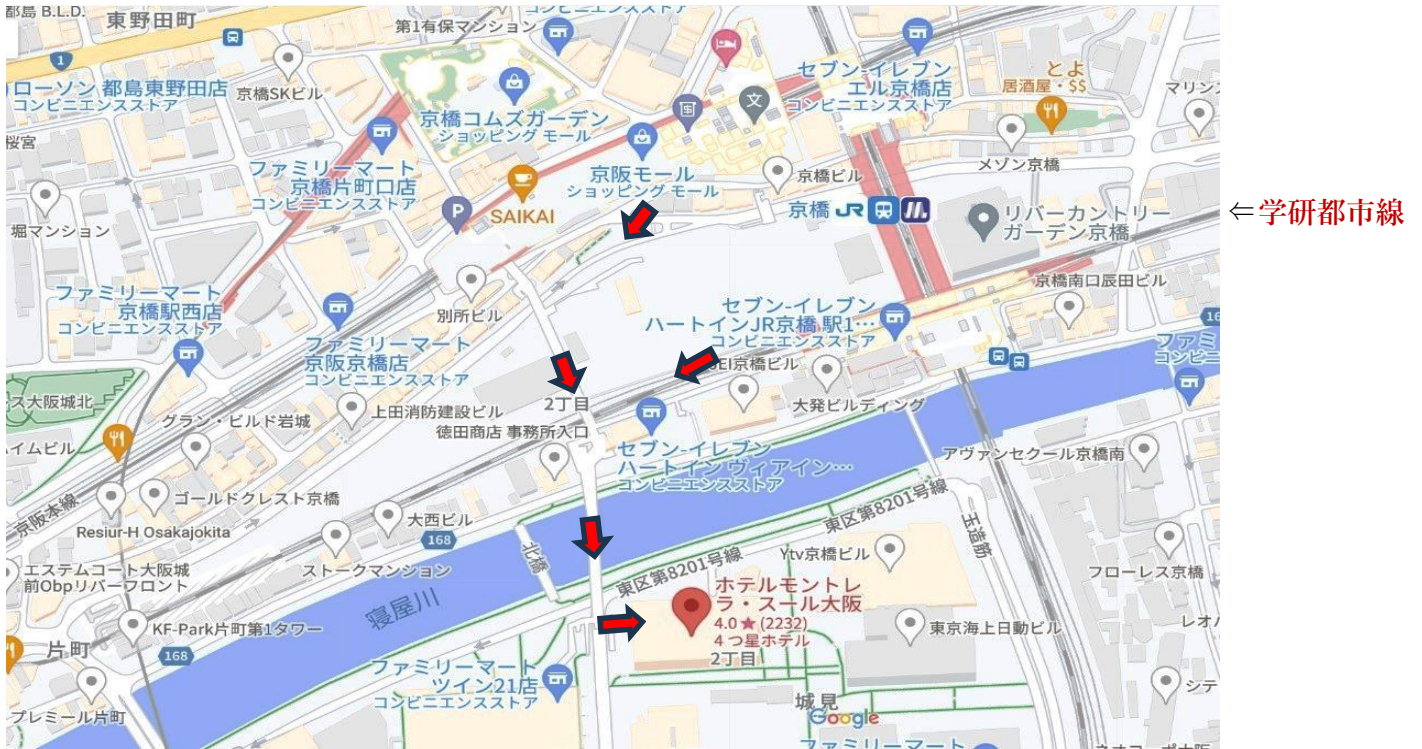 都島 B.L.D.
東野田町
第1有保マンション
コンビニエンスストア
1
ローソン 都島東野田店
コンビニエンスストア
京橋SKビル
京橋コムズガーデン
ショッピング モール
セブン-イレブン
エル京橋店
コンビニエンスストア
とよ
居酒屋・$$
マリン
文
桜宮
ファミリーマート
京橋片町口店
コンビニエンスストア
京阪モール
ショッピング モール
京橋ビル
メゾン京橋
P
SAIKAI
京橋 JR
リバーカントリー
ガーデン京橋
⇐学研都市線
堀マンション
ファミリーマート
京橋駅西店
コンビニエンスストア
別所ビル
ファミリーマート
京阪京橋店
コンビニエンスストア
セブン-イレブン
ハートインJR京橋 駅1…
コンビニエンスストア
京橋南口辰田ビル
16
ファミ
コンビニ
EI京橋ビル
ス大阪城北
グラン・ビルド岩城
上田消防建設ビル
2丁目
徳田商店 事務所入口
大発ビルディング
イムビル
セブン-イレブン
ハートインヴィアイン…
コンビニエンスストア
アヴァンセクール京橋南
ゴールドクレスト京橋
京阪本線
Resiur-H Osakajokita
大西ビル
168
東区第8201号線
玉造筋
エステムコート大阪城
前Obpリバーフロント
ストークマンション
北橋
東区第8201号線
Ytv京橋ビル
フローレス京橋
寝屋川
ホテルモントレ
ラ・スール大阪
4.0★(2232)
4 つ星ホテル
2丁目
KF-Park片町第1タワー
東京海上日動ビル
レオ
片町
168
ファミリーマート
ツイン21店
コンビニエンスストア
城見
シテ
プレミール片町
Google
ファミリーマート